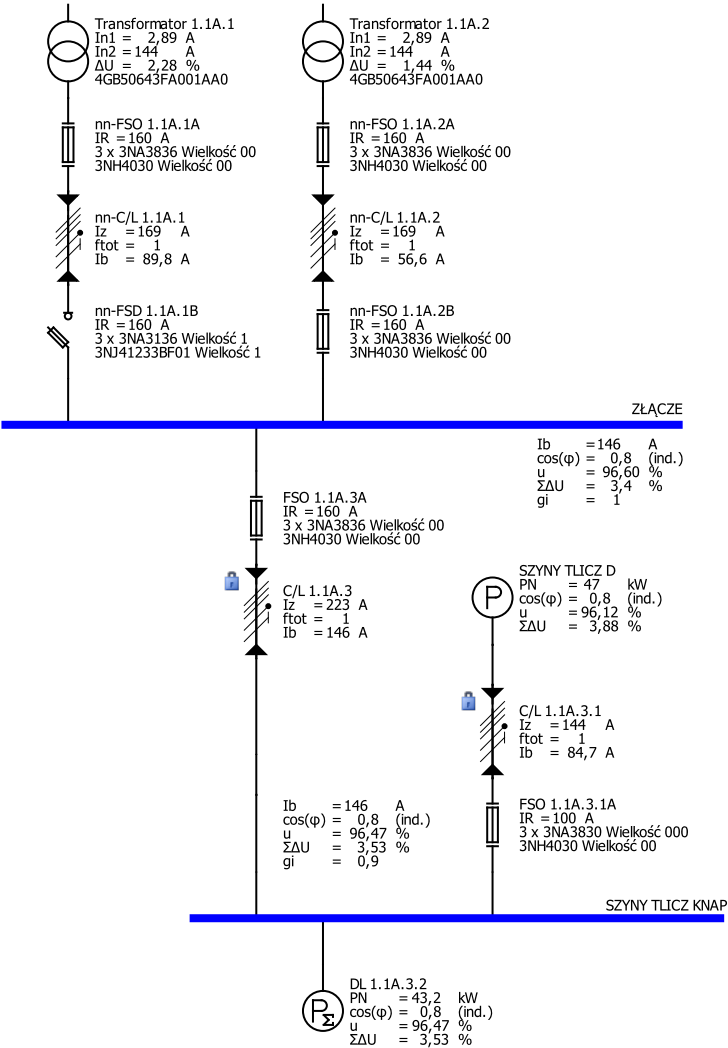 Transformator 1.1A.1
In1 = 2,89 A
In2 =144 A
ΔU = 2,28 %
4GB50643FA001AA0
Transformator 1.1A.2
In1 = 2,89 A
In2 =144 A
ΔU = 1,44 %
4GB50643FA001AA0
nn-FSO 1.1A.1A
IR =160 A
3 x 3NA3836 Wielkość 00
3NH4030 Wielkość 00
nn-FSO 1.1A.2A
IR =160 A
3 x 3NA3836 Wielkość 00
3NH4030 Wielkość 00
nn-C/L 1.1A.1
Iz =169 A
ftot = 1
Ib = 89,8 A
nn-C/L 1.1A.2
Iz =169 A
ftot = 1
Ib = 56,6 A
nn-FSD 1.1A.1B
IR =160 A
3 x 3NA3136 Wielkość 1
3NJ41233BF01 Wielkość 1
nn-FSO 1.1A.2B
IR =160 A
3 x 3NA3836 Wielkość 00
3NH4030 Wielkość 00
ZŁĄCZE
Ib =146 A
cos(φ) = 0,8 (ind.)
u = 96,60 %
ΣΔU = 3,4 %
gi = 1
FSO 1.1A.3A
IR =160 A
3 x 3NA3836 Wielkość 00
3NH4030 Wielkość 00
C/L 1.1A.3
Iz =223 A
ftot = 1
Ib =146 A
P
SZYNY TLICZ D
PN = 47 kW
cos(φ) = 0,8 (ind.)
u =96,12 %
ΣΔU = 3,88 %
C/L 1.1A.3.1
Iz =144 A
ftot = 1
Ib = 84,7 A
Ib =146 A
cos(φ) = 0,8 (ind.)
u =96,47 %
ΣΔU = 3,53 %
gi = 0,9
FSO 1.1A.3.1A
IR =100 A
3 x 3NA3830 Wielkość 000
3NH4030 Wielkość 00
SZYNY TLICZ KNAP
PΣ
DL 1.1A.3.2
PN =43,2 kW
cos(φ) = 0,8 (ind.)
u =96,47 %
ΣΔU = 3,53 %